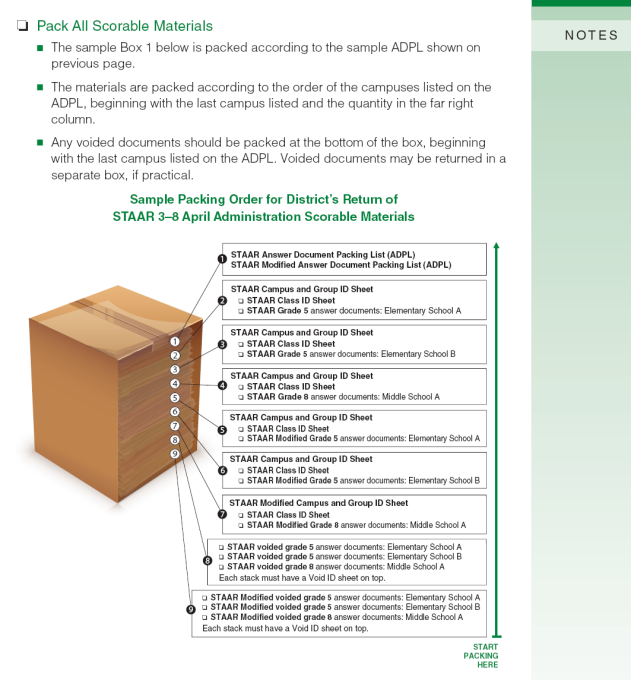 NOTES
❏ Pack All Scorable Materials
■ The sample Box 1 below is packed according to the sample ADPL shown on
previous page.
■ The materials are packed according to the order of the campuses listed on the
ADPL, beginning with the last campus listed and the quantity in the far right
column.
■ Any voided documents should be packed at the bottom of the box, beginning
with the last campus listed on the ADPL. Voided documents may be returned in a
separate box, if practical.
Sample Packing Order for District's Return of
STAAR 3–8 April Administration Scorable Materials
1
2
3
4
5
6
7
8
9
1 STAAR Answer Document Packing List (ADPL)
STAAR Modified Answer Document Packing List (ADPL)
2 STAAR Campus and Group ID Sheet
❏ STAAR Class ID Sheet
❏ STAAR Grade 5 answer documents: Elementary School A
3 STAAR Campus and Group ID Sheet
❏ STAAR Class ID Sheet
❏ STAAR Grade 5 answer documents: Elementary School B
4 STAAR Campus and Group ID Sheet
❏ STAAR Class ID Sheet
❏ STAAR Grade 8 answer documents: Middle School A
5 STAAR Campus and Group ID Sheet
❏ STAAR Class ID Sheet
❏ STAAR Modified Grade 5 answer documents: Elementary School A
6 STAAR Campus and Group ID Sheet
❏ STAAR Class ID Sheet
❏ STAAR Modified Grade 5 answer documents: Elementary School B
7 STAAR Modified Campus and Group ID Sheet
❏ STAAR Class ID Sheet
❏ STAAR Modified Grade 8 answer documents: Middle School A
8 ❏ STAAR voided grade 5 answer documents: Elementary School A
❏ STAAR voided grade 5 answer documents: Elementary School B
❏ STAAR voided grade 8 answer documents: Middle School A
Each stack must have a Void ID sheet on top.
9 ❏ STAAR Modified voided grade 5 answer documents: Elementary School A
❏ STAAR Modified voided grade 5 answer documents: Elementary School B
❏ STAAR Modified voided grade 8 answer documents: Middle School A
Each stack must have a Void ID sheet on top.
START
PACKING
HERE